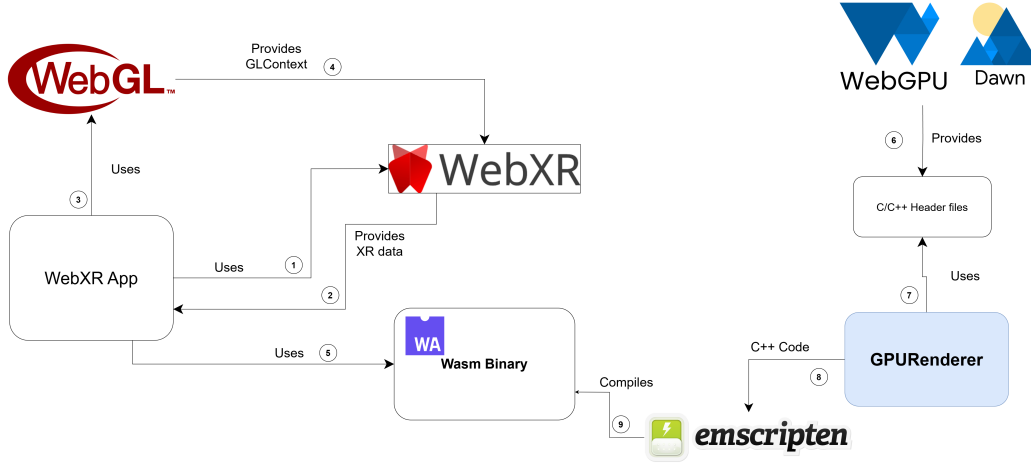 WebGL™
Provides
GLContext
4
WebGPU
Dawn
6
Provides
Uses
3
WebXR
C/C++ Header files
WebXR App
Uses
1
Provides
XR data
2
Uses
7
WA
Wasm Binary
Uses
5
C++ Code
8
GPURenderer
Compiles
9
emscripten